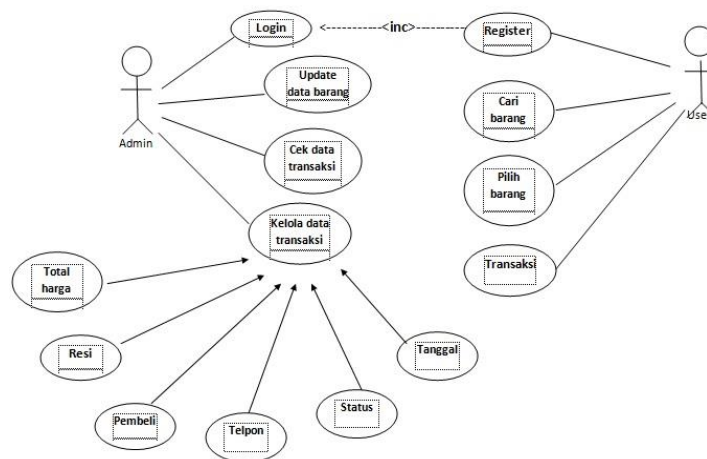 Login
<inc>
Register
Update
data barang
Cari
barang
Admin
Use
Cek data
transaksi
Pilih
barang
Kelola data
transaksi
Transaksi
Total
harga
Resi
Tanggal
Pembeli
Telpon
Status